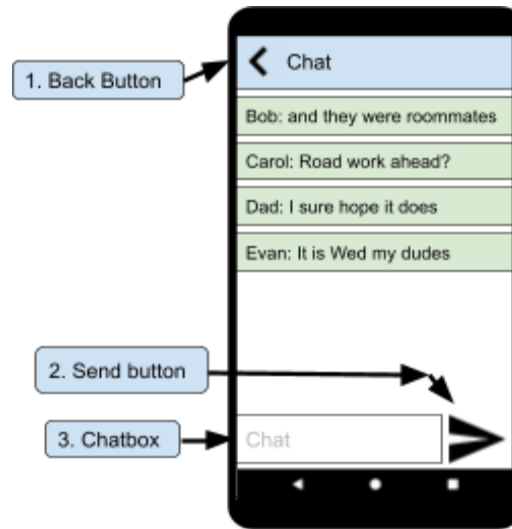 Chat
1. Back Button
Bob: and they were roommates
Carol: Road work ahead?
Dad: I sure hope it does
Evan: It is Wed my dudes
2. Send button
3. Chatbox
Chat